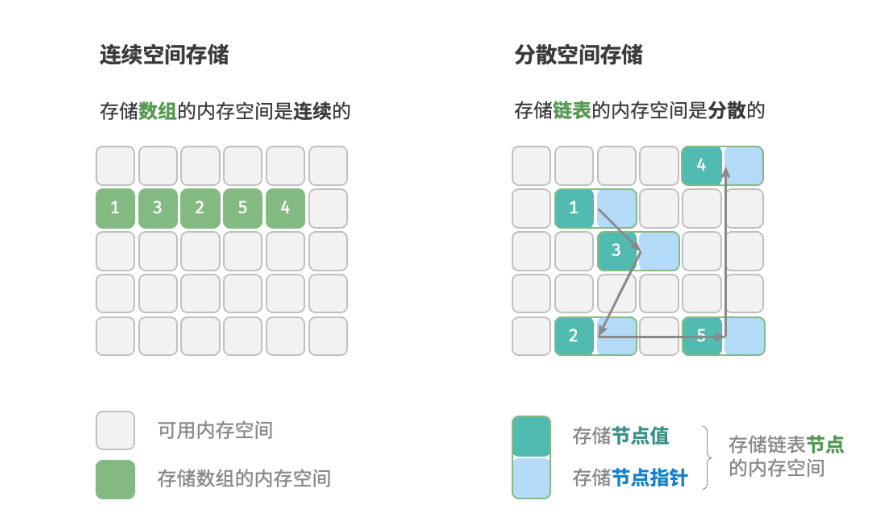 连续空间存储
存储数组的内存空间是连续的
1 3 2 5 4
可用内存空间
存储数组的内存空间
分散空间存储
存储链表的内存空间是分散的
4
1
3
2 5
存储节点值
存储节点指针
存储链表节点
的内存空间